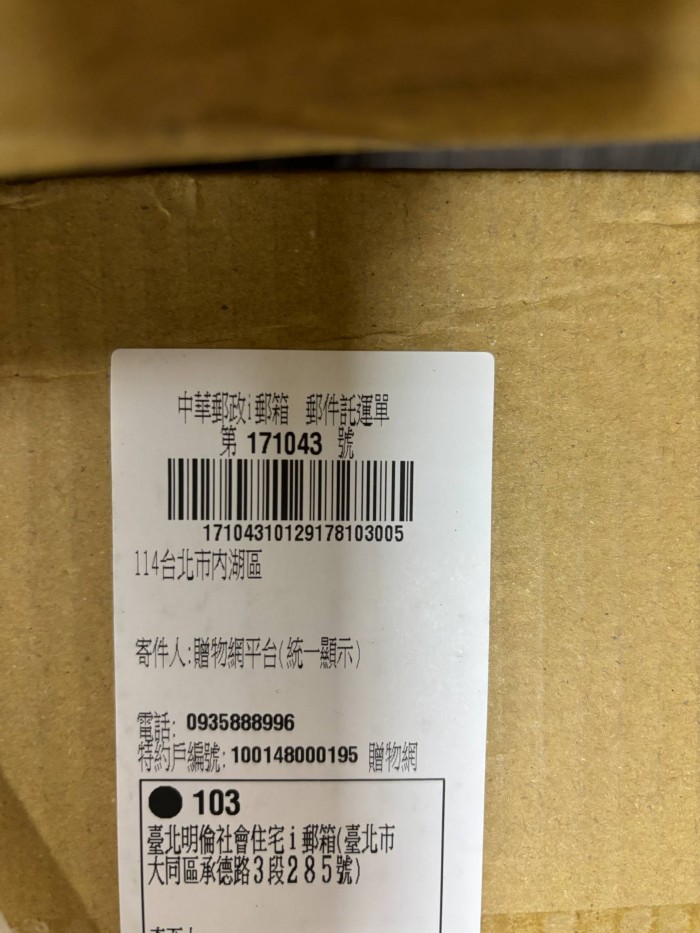 中華郵政i郵箱 郵件託運單
第 171043 號
17104310129178103005
114台北市內湖區
寄件人:贈物網平台(統一顯示)
電話: 0935888996
特約戶編號: 100148000195 贈物網
103
臺北明倫社會住宅i郵箱(臺北市
大同區承德路3段285號)